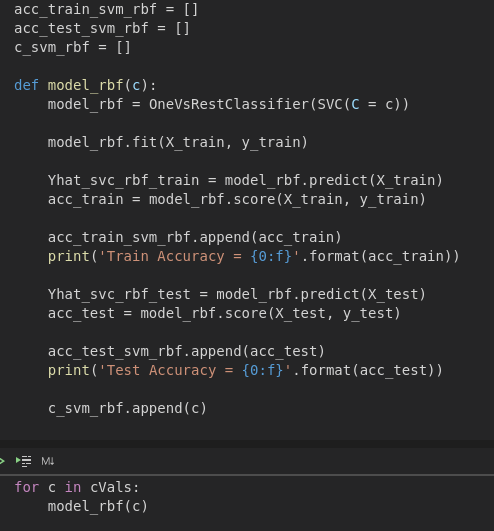 acc_train_svm_rbf = []
acc_test_svm_rbf = []
c_svm_rbf = []

def model_rbf(c):
    model_rbf = OneVsRestClassifier(SVC(C = c))

    model_rbf.fit(X_train, y_train)

    Yhat_svc_rbf_train = model_rbf.predict(X_train)
    acc_train = model_rbf.score(X_train, y_train)

    acc_train_svm_rbf.append(acc_train)
    print('Train Accuracy = {0:f}'.format(acc_train))

    Yhat_svc_rbf_test = model_rbf.predict(X_test)
    acc_test = model_rbf.score(X_test, y_test)

    acc_test_svm_rbf.append(acc_test)
    print('Test Accuracy = {0:f}'.format(acc_test))

    c_svm_rbf.append(c)

M↓
for c in cVals:
    model_rbf(c)